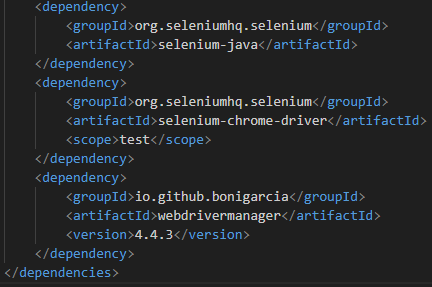 <dependency>
<groupId>org.seleniumhq.selenium</groupId>
<artifactId>selenium-java</artifactId>
</dependency>
<dependency>
<groupId>org.seleniumhq.selenium</groupId>
<artifactId>selenium-chrome-driver</artifactId>
<scope>test</scope>
</dependency>
<dependency>
<groupId>io.github.bonigarcia</groupId>
<artifactId>webdrivermanager</artifactId>
<version>4.4.3</version>
</dependency>
</dependencies>